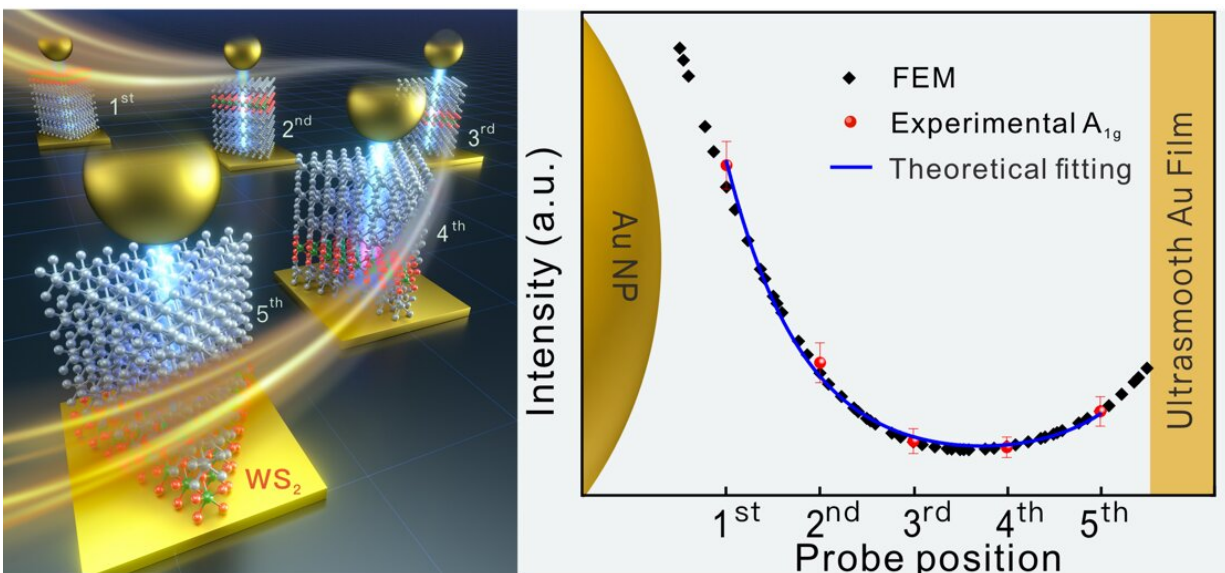 1st
2nd
3rd
4th
5th
WS2
Intensity (a.u.)
Au NP
FEM
Experimental A1g
Theoretical fitting
Ultrasmooth Au Film
1st 2nd 3rd 4th 5th
Probe position